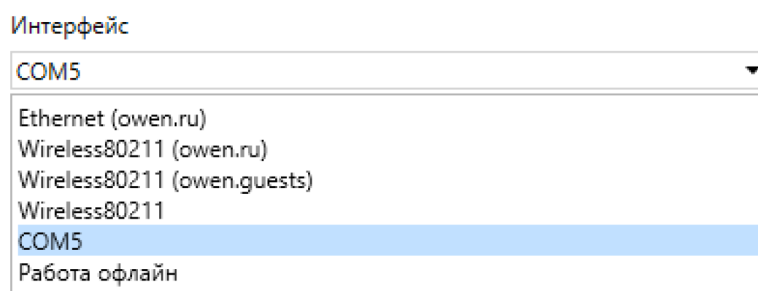 Интерфейс
COM5
Ethernet (owen.ru)
Wireless80211 (owen.ru)
Wireless80211 (owen.guests)
Wireless80211
COM5
Работа офлайн